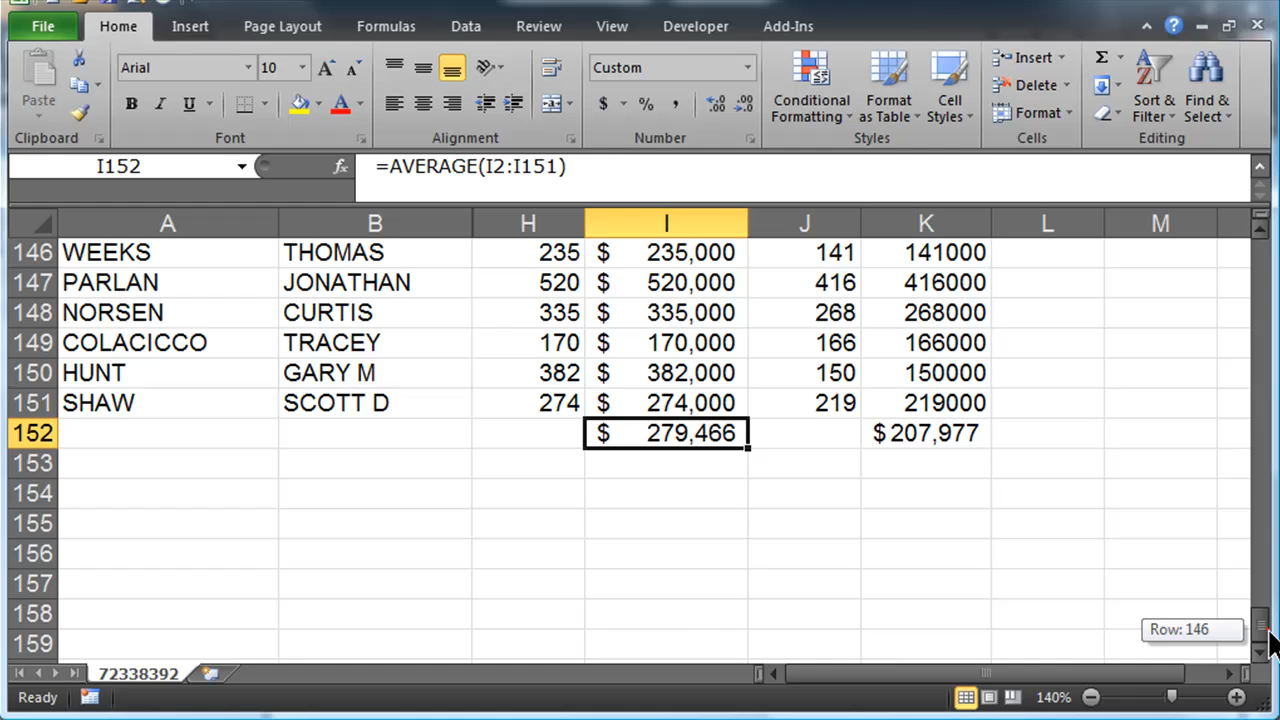 File Home Insert Page Layout Formulas Data Review View Developer Add-Ins
Paste
Clipboard
Arial 10 A A
B I U A
Font
Alignment
Custom
$ % , .00 .0
Number
Conditional Formatting
Format as Table
Cell Styles
Styles
Insert
Delete
Format
Cells
Σ
Sort & Filter
Find & Select
Editing
I152 fx =AVERAGE(I2:I151)
A B H I J K L M
146 WEEKS THOMAS 235 $ 235,000 141 141000
147 PARLAN JONATHAN 520 $ 520,000 416 416000
148 NORSEN CURTIS 335 $ 335,000 268 268000
149 COLACICCO TRACEY 170 $ 170,000 166 166000
150 HUNT GARY M 382 $ 382,000 150 150000
151 SHAW SCOTT D 274 $ 274,000 219 219000
152 $ 279,466 $ 207,977
153
154
155
156
157
158
159
Row: 146
72338392
Ready 140%